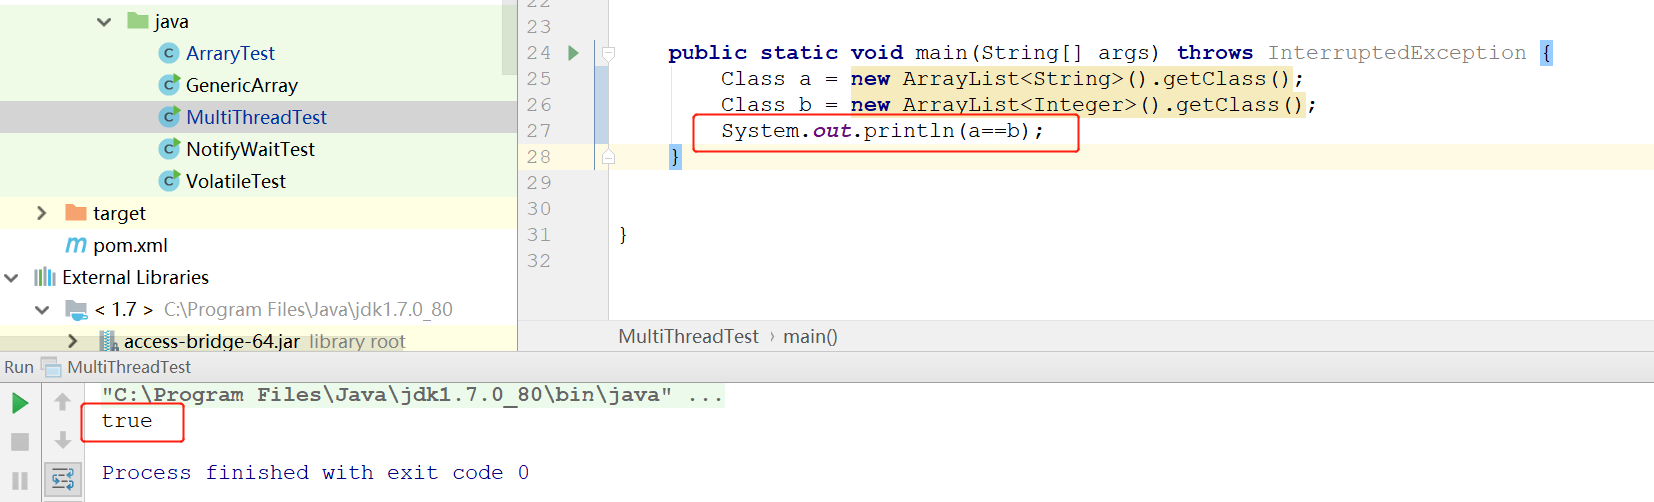 java
ArraryTest
GenericArray
MultiThreadTest
NotifyWaitTest
VolatileTest
target
pom.xml
External Libraries
< 1.7 > C:\Program Files\Java\jdk1.7.0_80
access-bridge-64.jar library root
22
23
24 public static void main(String[] args) throws InterruptedException {
25 Class a = new ArrayList<String>().getClass();
26 Class b = new ArrayList<Integer>().getClass();
27 System.out.println(a==b);
28 }
29
30
31 }
32
MultiThreadTest › main()
Run MultiThreadTest
"C:\Program Files\Java\jdk1.7.0_80\bin\java" ...
true
Process finished with exit code 0